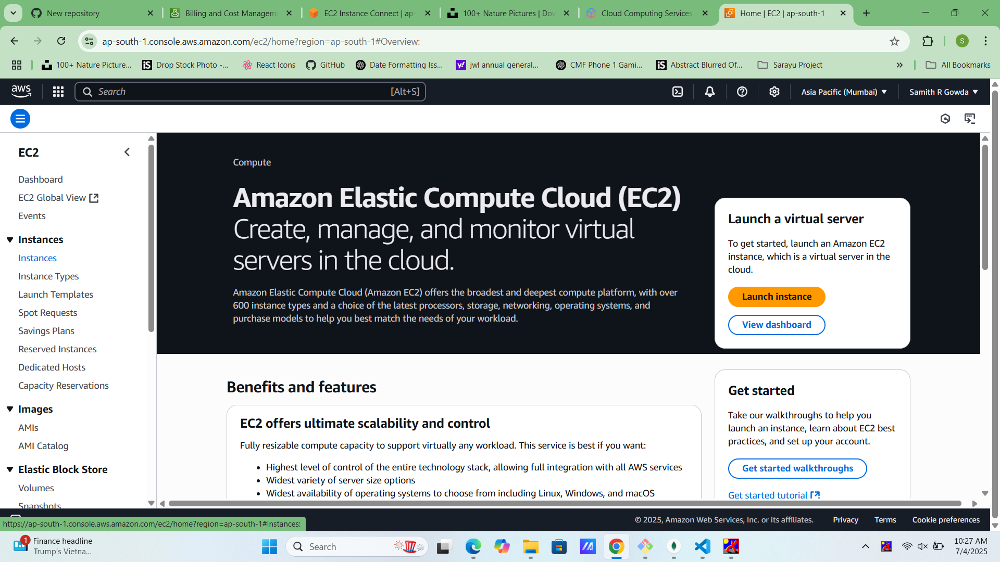 New repository
Billing and Cost Manageme
EC2 Instance Connect | ap-
100+ Nature Pictures | Dow
Cloud Computing Services
Home | EC2 | ap-south-1
ap-south-1.console.aws.amazon.com/ec2/home?region=ap-south-1#Overview:
S
100+ Nature Picture...
Drop Stock Photo -...
React Icons
GitHub
Date Formatting Iss...
jwl annual general...
CMF Phone 1 Gami...
Abstract Blurred Of...
Sarayu Project
All Bookmarks
aws
Search
[Alt+S]
Asia Pacific (Mumbai)
Samith R Gowda
EC2
Dashboard
EC2 Global View
Events
Instances
Instances
Instance Types
Launch Templates
Spot Requests
Savings Plans
Reserved Instances
Dedicated Hosts
Capacity Reservations
Images
AMIs
AMI Catalog
Elastic Block Store
Volumes
Snapshots
Compute
Amazon Elastic Compute Cloud (EC2)
Create, manage, and monitor virtual
servers in the cloud.
Amazon Elastic Compute Cloud (Amazon EC2) offers the broadest and deepest compute platform, with over
600 instance types and a choice of the latest processors, storage, networking, operating systems, and
purchase models to help you best match the needs of your workload.
Launch a virtual server
To get started, launch an Amazon EC2
instance, which is a virtual server in the
cloud.
Launch instance
View dashboard
Benefits and features
EC2 offers ultimate scalability and control
Fully resizable compute capacity to support virtually any workload. This service is best if you want:
• Highest level of control of the entire technology stack, allowing full integration with all AWS services
• Widest variety of server size options
• Widest availability of operating systems to choose from including Linux, Windows, and macOS
Get started
Take our walkthroughs to help you
launch an instance, learn about EC2 best
practices, and set up your account.
Get started walkthroughs
Get started tutorial
https://ap-south-1.console.aws.amazon.com/ec2/home?region=ap-south-1#Instances:
© 2025, Amazon Web Services, Inc. or its affiliates.
Privacy
Terms
Cookie preferences
1
Finance headline
Trump's Vietna...
Search
10:27 AM
7/4/2025